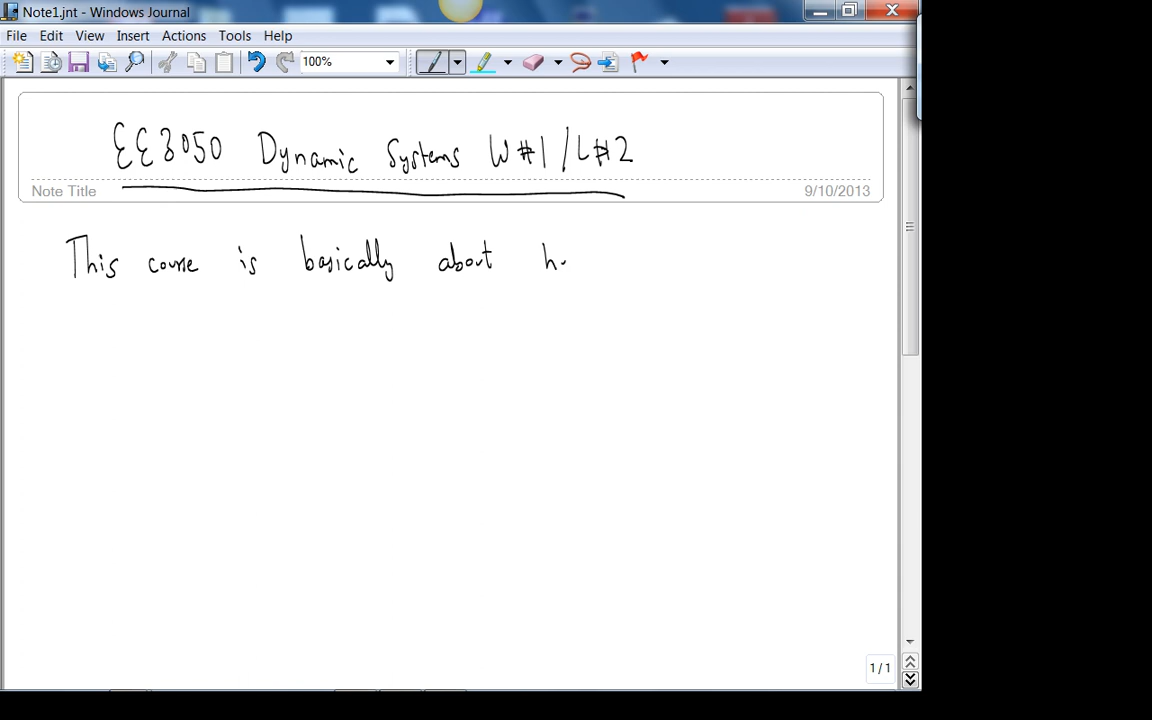 Note1.jnt - Windows Journal
File Edit View Insert Actions Tools Help
100%
EE3050 Dynamic Systems W#1/L#2
Note Title
9/10/2013
This course is basically about h
1/1